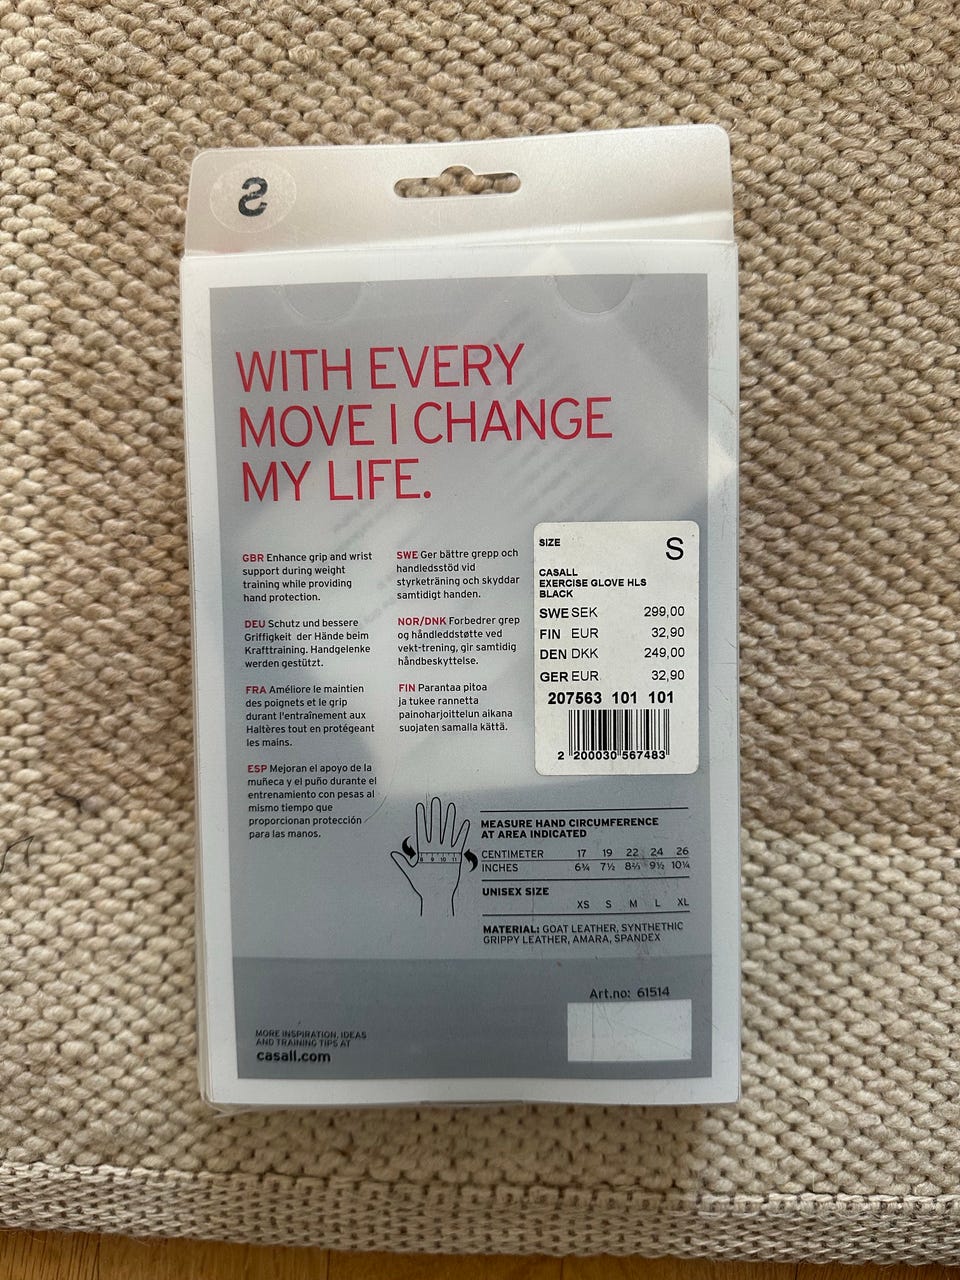 S
WITH EVERY
MOVE I CHANGE
MY LIFE.
GBR Enhance grip and wrist
support during weight
training while providing
hand protection.
DEU Schutz und bessere
Griffigkeit der Hände beim
Krafttraining. Handgelenke
werden gestützt.
FRA Améliore le maintien
des poignets et le grip
durant l'entraînement aux
Haltères tout en protégeant
les mains.
ESP Mejoran el apoyo de la
muñeca y el puño durante el
entrenamiento con pesas al
mismo tiempo que
proporcionan protección
para las manos.
SWE Ger bättre grepp och
handledsstöd vid
styrketräning och skyddar
samtidigt handen.
NOR/DNK Forbedrer grep
og håndleddstøtte ved
vekt-trening, gir samtidig
håndbeskyttelse.
FIN Parantaa pitoa
ja tukee rannetta
painoharjoittelun aikana
suojaten samalla kättä.
SIZE S
CASALL
EXERCISE GLOVE HLS
BLACK
SWE SEK 299,00
FIN EUR 32,90
DEN DKK 249,00
GER EUR 32,90
207563 101 101
2 200030 567483
8 9 10 11
MEASURE HAND CIRCUMFERENCE
AT AREA INDICATED
CENTIMETER 17 19 22 24 26
INCHES 6¾ 7½ 8⅔ 9½ 10¼
UNISEX SIZE
XS S M L XL
MATERIAL: GOAT LEATHER, SYNTHETHIC
GRIPPY LEATHER, AMARA, SPANDEX
Art.no: 61514
MORE INSPIRATION, IDEAS
AND TRAINING TIPS AT
casall.com